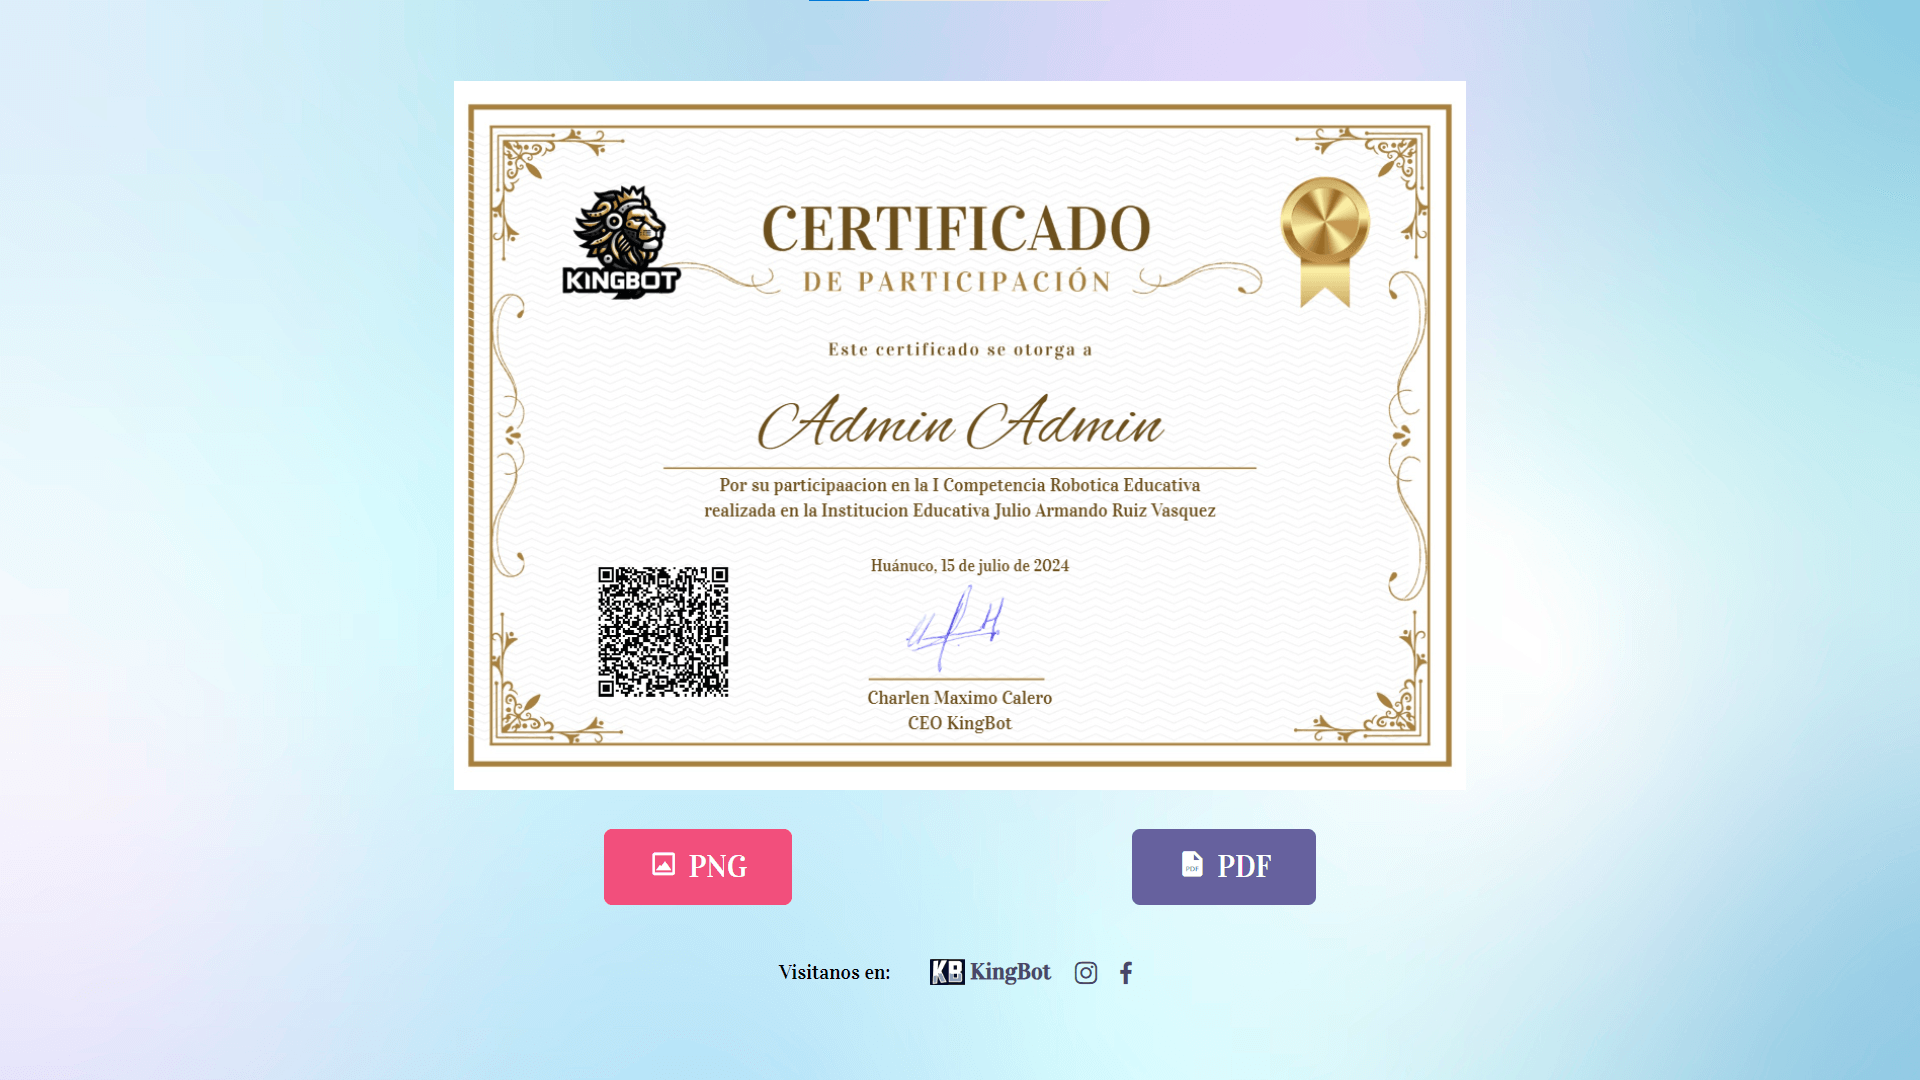 KINGBOT
CERTIFICADO
DE PARTICIPACIÓN
Este certificado se otorga a
Admin Admin
Por su participaacion en la I Competencia Robotica Educativa
realizada en la Institucion Educativa Julio Armando Ruiz Vasquez
Huánuco, 15 de julio de 2024
Charlen Maximo Calero
CEO KingBot
PNG
PDF PDF
Visitanos en: KB KingBot